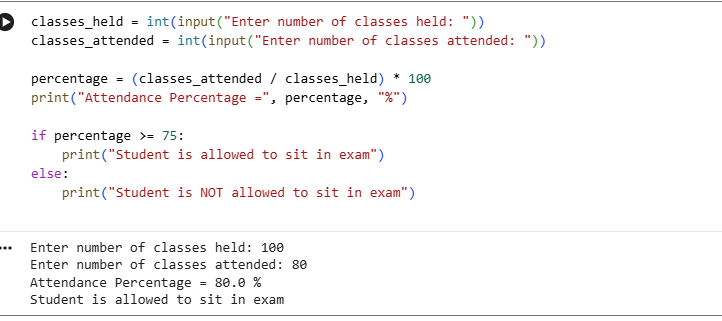 classes_held = int(input("Enter number of classes held: "))
classes_attended = int(input("Enter number of classes attended: "))
percentage = (classes_attended / classes_held) * 100
print("Attendance Percentage =", percentage, "%")
if percentage >= 75:
    print("Student is allowed to sit in exam")
else:
    print("Student is NOT allowed to sit in exam")
Enter number of classes held: 100
Enter number of classes attended: 80
Attendance Percentage = 80.0 %
Student is allowed to sit in exam